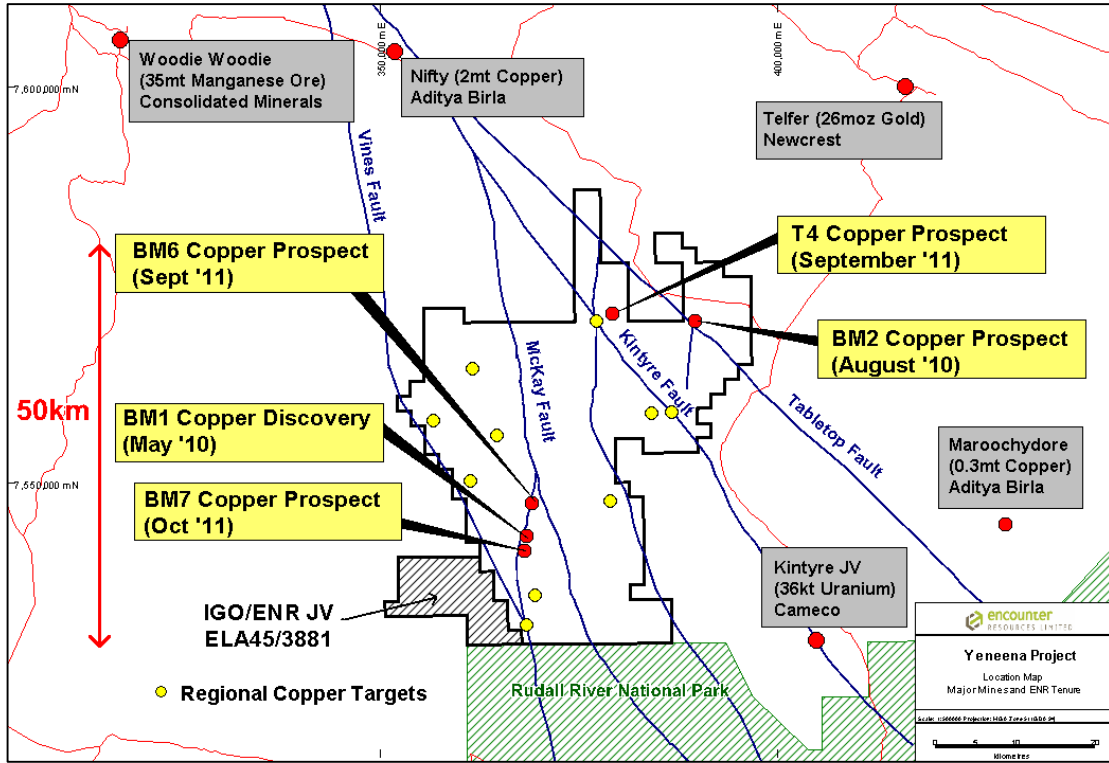 Woodie Woodie
(35mt Manganese Ore)
Consolidated Minerals
350,000 mE
Nifty (2mt Copper)
Aditya Birla
400,000 mE
Telfer (26moz Gold)
Newcrest
7,600,000 mN
Vines Fault
BM6 Copper Prospect
(Sept '11)
T4 Copper Prospect
(September '11)
BM2 Copper Prospect
(August '10)
McKay Fault
Kintyre Fault
Tabletop Fault
50km
BM1 Copper Discovery
(May '10)
Maroochydore
(0.3mt Copper)
Aditya Birla
7,550,000 mN
BM7 Copper Prospect
(Oct '11)
Kintyre JV
(36kt Uranium)
Cameco
IGO/ENR JV
ELA45/3881
Regional Copper Targets
Rudall River National Park
encounter
RESOURCES LIMITED
Yeneena Project
Location Map
Major Mines and ENR Tenure
0 5 10 20
kilometres